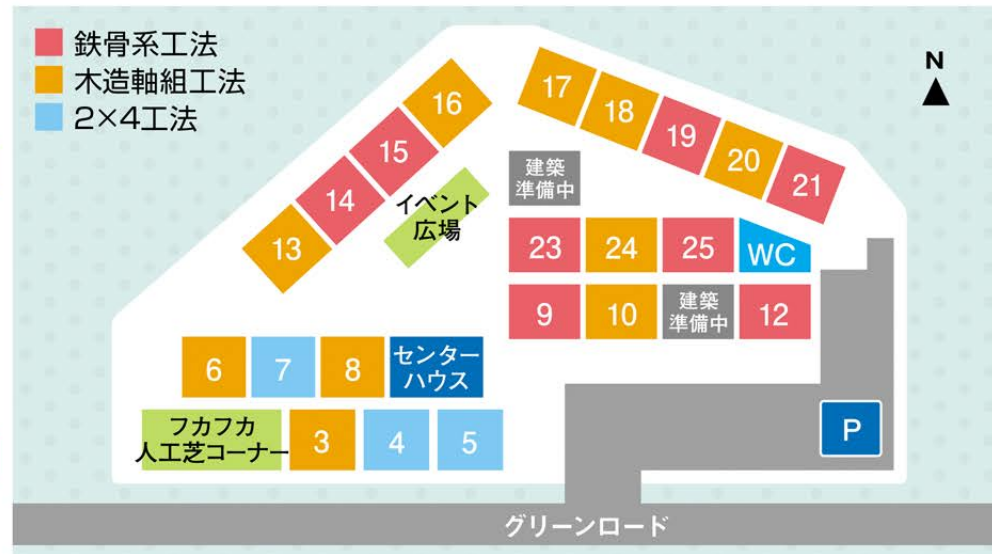 鉄骨系工法
木造軸組工法
2×4工法
N
16
15
14
13
17
18
19
20
21
イベント
広場
建築
準備中
23
24
25
WC
9
10
建築
準備中
12
6
7
8
センター
ハウス
フカフカ
人工芝コーナー
3
4
5
P
グリーンロード